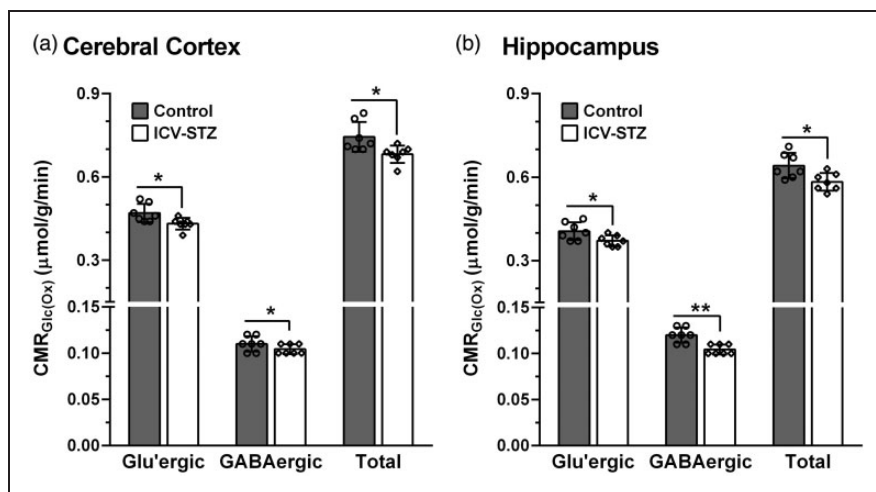 (a) Cerebral Cortex
CMR_Glc(Ox) (μmol/g/min)
0.9
0.6
0.3
0.15
0.10
0.05
0.00
Control
ICV-STZ
*
*
*
Glu'ergic GABAergic Total
(b) Hippocampus
CMR_Glc(Ox) (μmol/g/min)
0.9
0.6
0.3
0.15
0.10
0.05
0.00
Control
ICV-STZ
*
**
*
Glu'ergic GABAergic Total